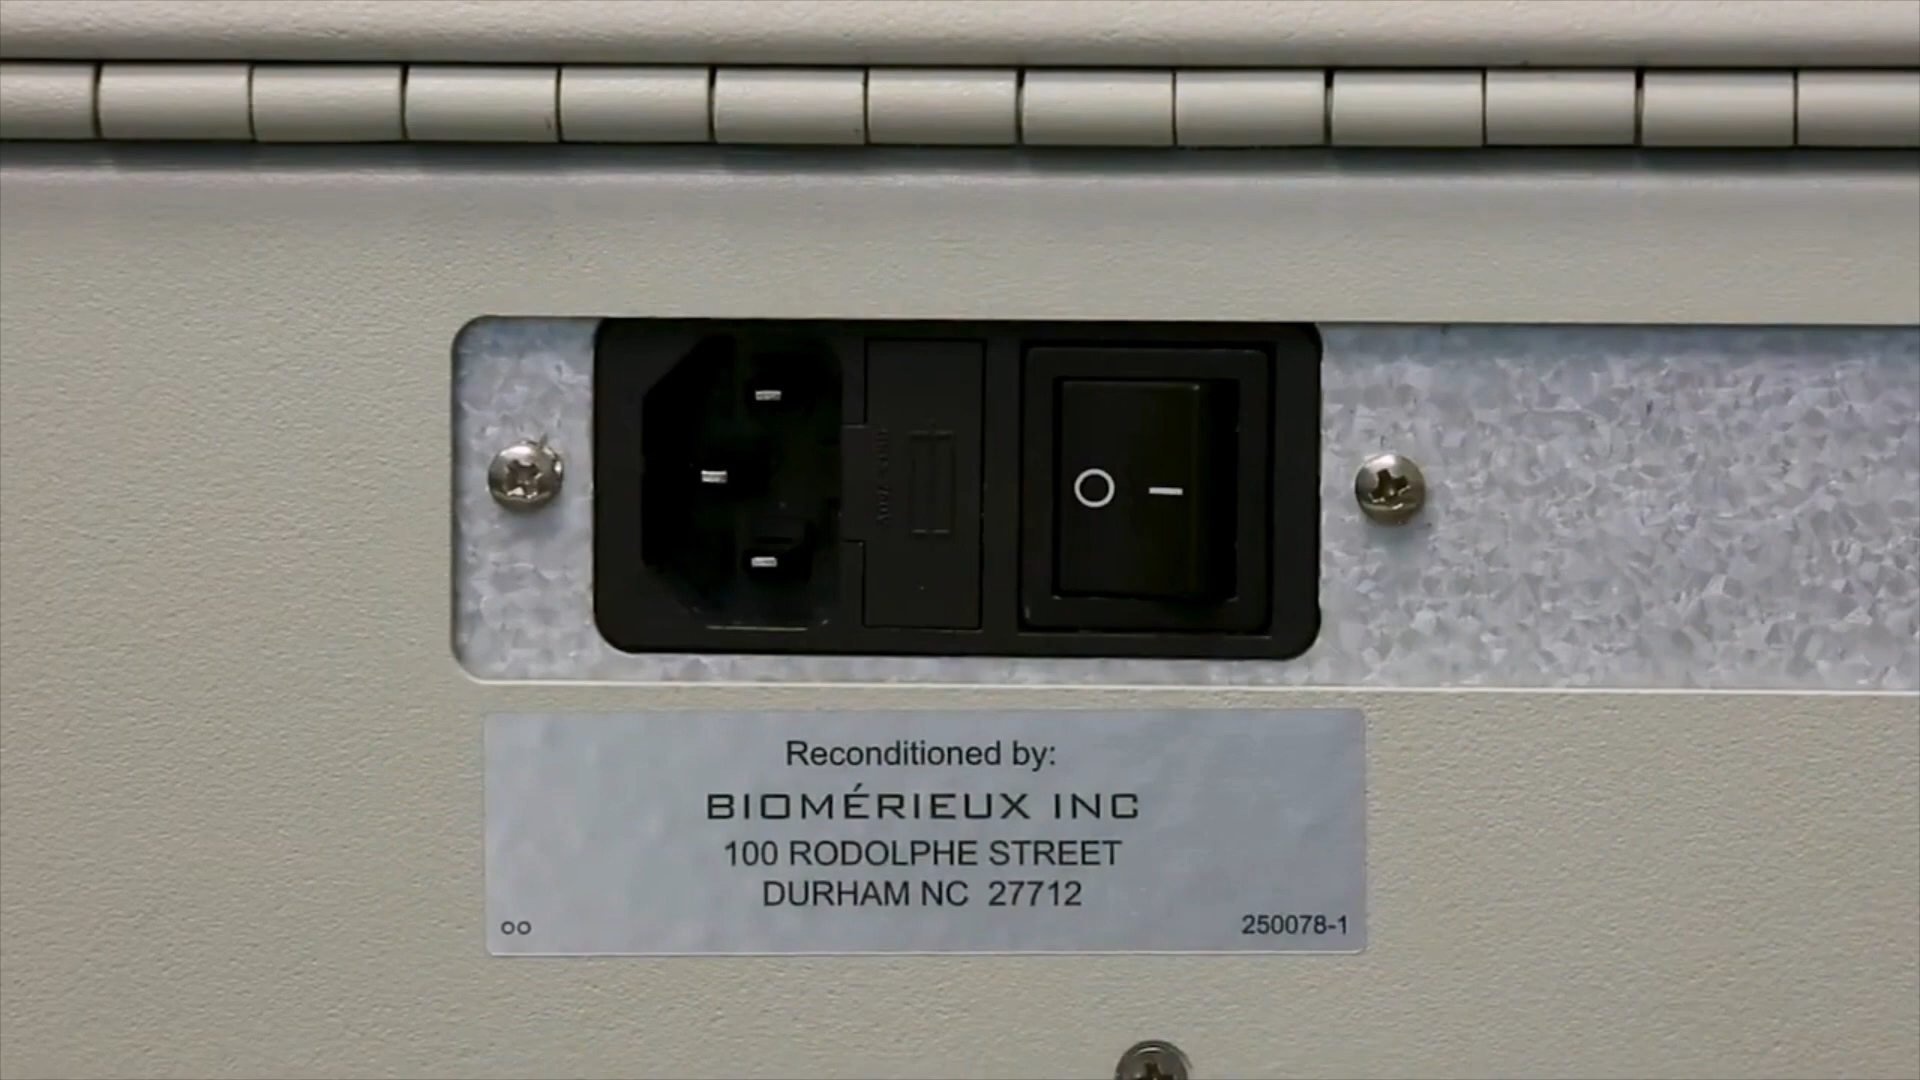 O I
Reconditioned by:
BIOMÉRIEUX INC
100 RODOLPHE STREET
DURHAM NC  27712
oo 250078-1